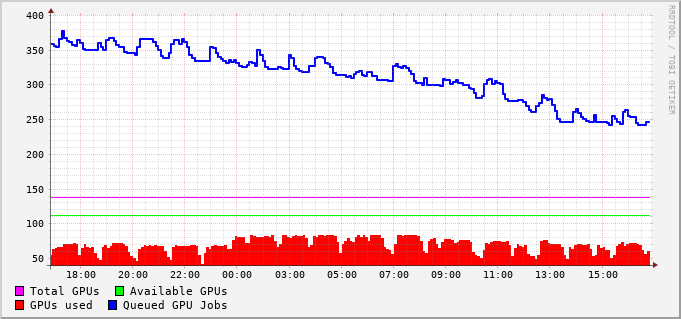 400
350
300
250
200
150
100
50
18:00 20:00 22:00 00:00 03:00 05:00 07:00 09:00 11:00 13:00 15:00
Total GPUs Available GPUs
GPUs used Queued GPU Jobs
RRDTOOL / TOBI OETIKER